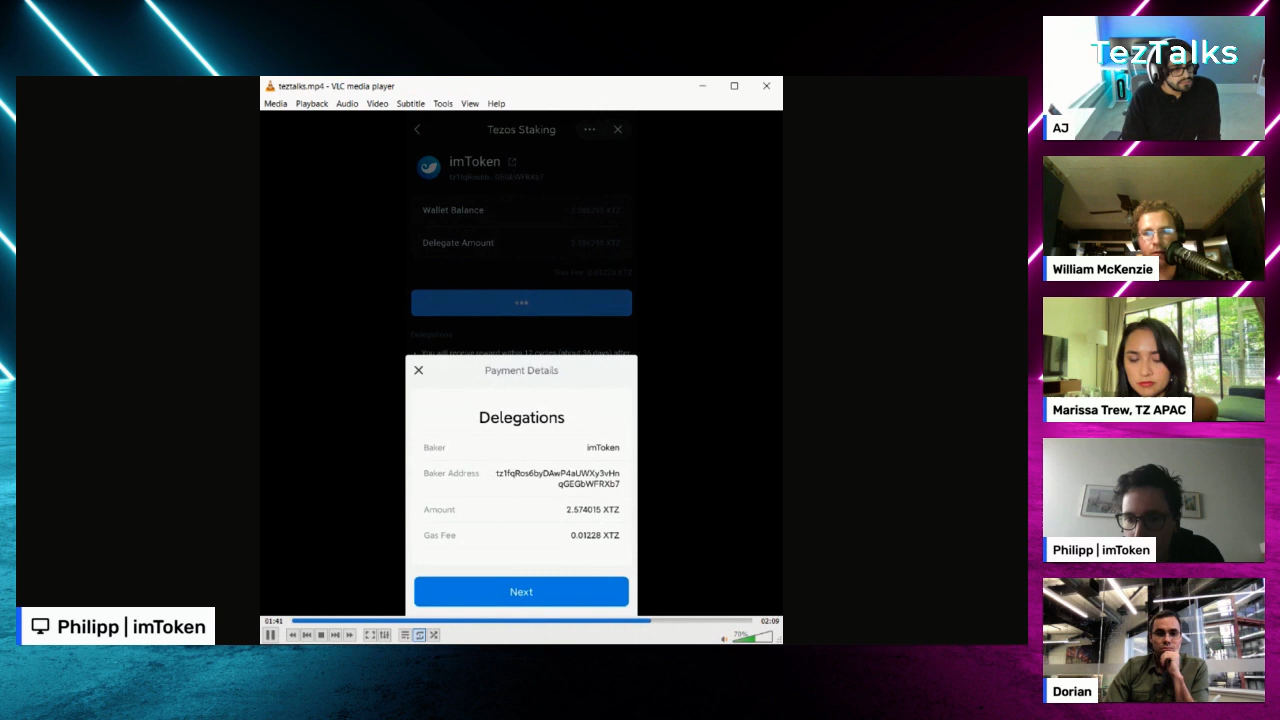 teztalks.mp4 - VLC media player
Media Playback Audio Video Subtitle Tools View Help
Tezos Staking
imToken
Wallet Balance
Delegate Amount
Delegations
Payment Details
Delegations
Baker imToken
Baker Address tz1fqRos6byDAwP4aUWXy3vHn
qGEGbWFRXb7
Amount 2.574015 XTZ
Gas Fee 0.01228 XTZ
Next
01:41 02:09
70%
Philipp | imToken
TezTalks
AJ
William McKenzie
Marissa Trew, TZ APAC
Philipp | imToken
Dorian